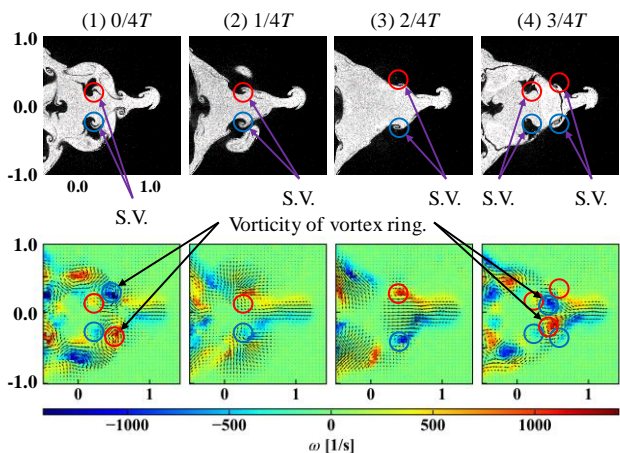 (1) 0/4T (2) 1/4T (3) 2/4T (4) 3/4T
1.0
0.0
-1.0
0.0 1.0
S.V. S.V. S.V. S.V. S.V.
Vorticity of vortex ring.
1.0
0.0
-1.0
0 1 0 1 0 1 0 1
−1000 −500 0 500 1000
ω [1/s]